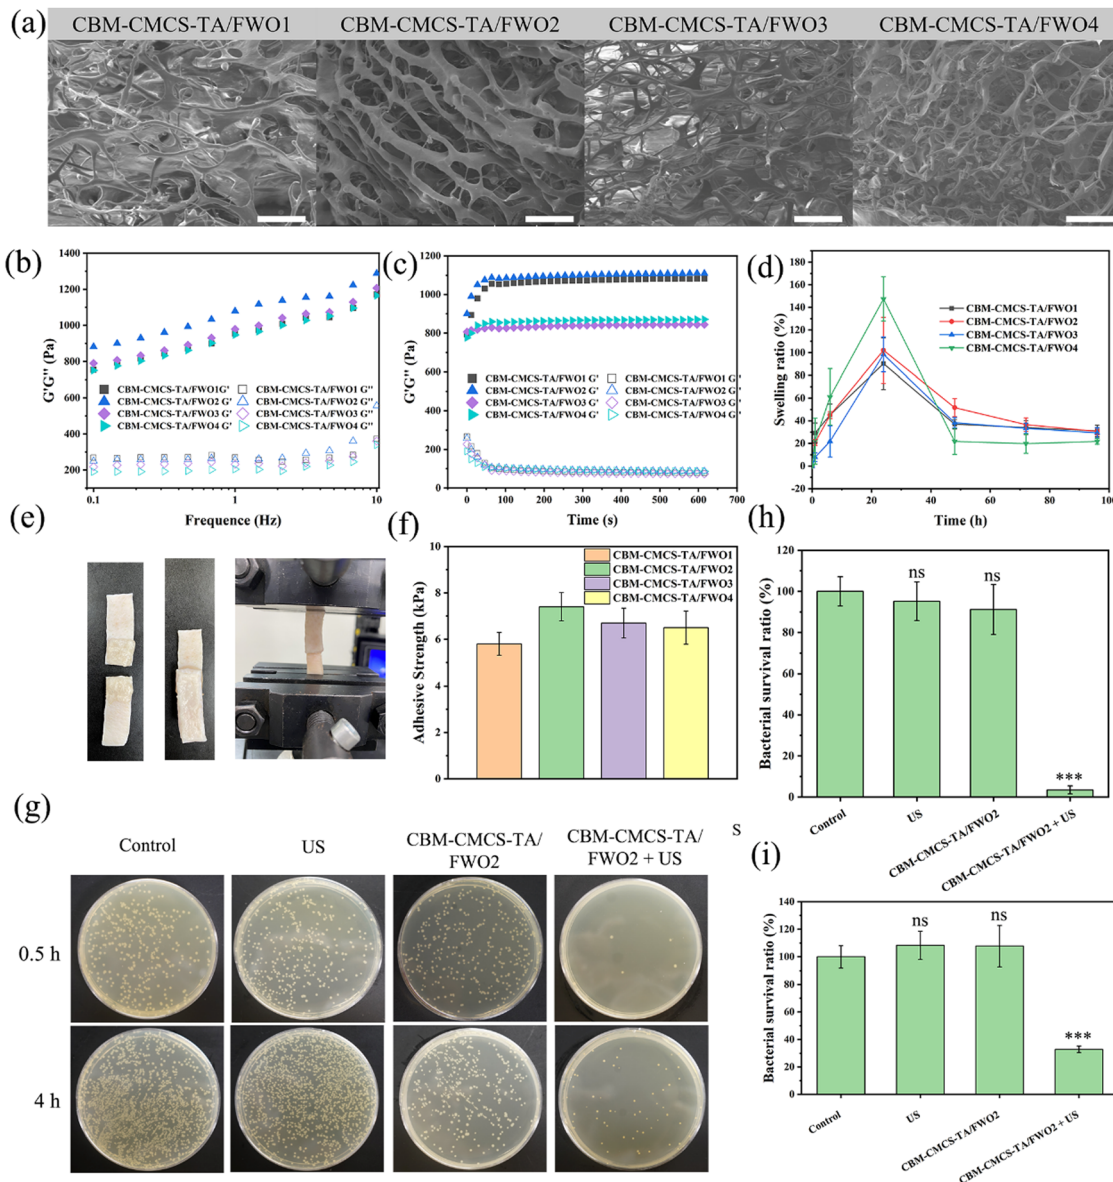 (a)
CBM-CMCS-TA/FWO1
CBM-CMCS-TA/FWO2
CBM-CMCS-TA/FWO3
CBM-CMCS-TA/FWO4
(b)
G'G'' (Pa)
1400
1200
1000
800
600
400
200
CBM-CMCS-TA/FWO1G'
CBM-CMCS-TA/FWO2 G'
CBM-CMCS-TA/FWO3 G'
CBM-CMCS-TA/FWO4 G'
CBM-CMCS-TA/FWO1 G''
CBM-CMCS-TA/FWO2 G''
CBM-CMCS-TA/FWO3 G''
CBM-CMCS-TA/FWO4 G''
0.1
1
10
Frequence (Hz)
(c)
G'G'' (Pa)
1200
1000
800
600
400
200
0
CBM-CMCS-TA/FWO1 G'
CBM-CMCS-TA/FWO2 G'
CBM-CMCS-TA/FWO3 G'
CBM-CMCS-TA/FWO4 G'
CBM-CMCS-TA/FWO1 G''
CBM-CMCS-TA/FWO2 G''
CBM-CMCS-TA/FWO3 G''
CBM-CMCS-TA/FWO4 G''
-100 0 100 200 300 400 500 600 700
Time (s)
(d)
Swelling ratio (%)
180
160
140
120
100
80
60
40
20
0
-20
CBM-CMCS-TA/FWO1
CBM-CMCS-TA/FWO2
CBM-CMCS-TA/FWO3
CBM-CMCS-TA/FWO4
0 20 40 60 80 100
Time (h)
(e)
(f)
Adhesive Strength (kPa)
10
8
6
4
2
0
CBM-CMCS-TA/FWO1
CBM-CMCS-TA/FWO2
CBM-CMCS-TA/FWO3
CBM-CMCS-TA/FWO4
(h)
Bacterial survival ratio (%)
120
100
80
60
40
20
0
ns
ns
***
Control
US
CBM-CMCS-TA/FWO2
CBM-CMCS-TA/FWO2 + US
(g)
Control
US
CBM-CMCS-TA/
FWO2
CBM-CMCS-TA/
FWO2 + US
S
0.5 h
4 h
(i)
Bacterial survival ratio (%)
140
120
100
80
60
40
20
0
ns
ns
***
Control
US
CBM-CMCS-TA/FWO2
CBM-CMCS-TA/FWO2 + US